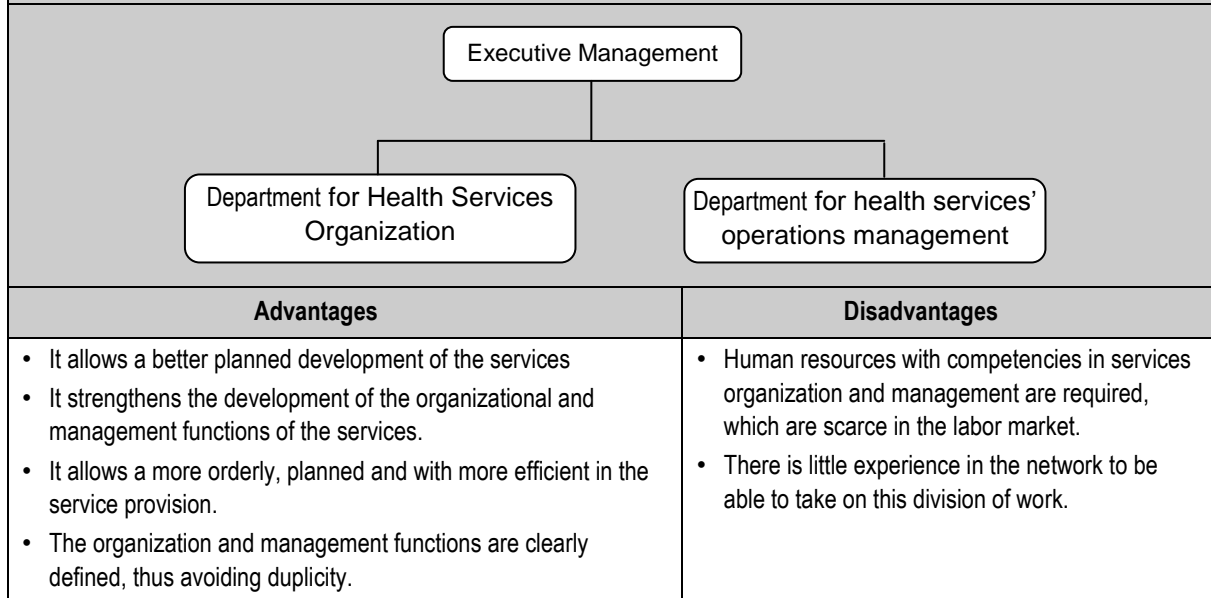 Executive Management
Department for Health Services
Organization
Department for health services'
operations management
Advantages
Disadvantages
• It allows a better planned development of the services
• It strengthens the development of the organizational and
management functions of the services.
• It allows a more orderly, planned and with more efficient in the
service provision.
• The organization and management functions are clearly
defined, thus avoiding duplicity.
• Human resources with competencies in services
organization and management are required,
which are scarce in the labor market.
• There is little experience in the network to be
able to take on this division of work.